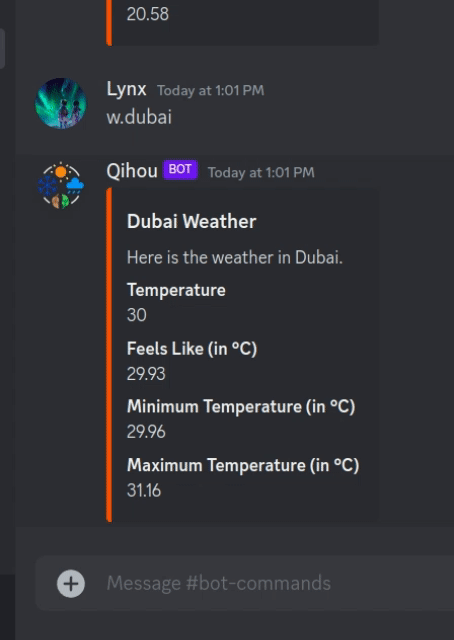 20.58
Lynx Today at 1:01 PM
w.dubai
Qihou BOT Today at 1:01 PM
Dubai Weather
Here is the weather in Dubai.
Temperature
30
Feels Like (in °C)
29.93
Minimum Temperature (in °C)
29.96
Maximum Temperature (in °C)
31.16
Message #bot-commands